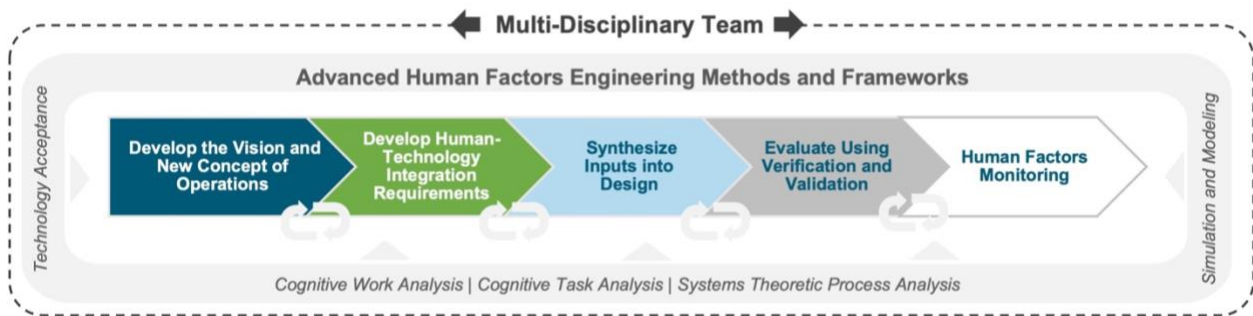 Multi-Disciplinary Team
Advanced Human Factors Engineering Methods and Frameworks
Technology Acceptance
Develop the Vision and
New Concept of
Operations
Develop Human-
Technology
Integration
Requirements
Synthesize
Inputs into
Design
Evaluate Using
Verification and
Validation
Human Factors
Monitoring
Simulation and Modeling
Cognitive Work Analysis | Cognitive Task Analysis | Systems Theoretic Process Analysis